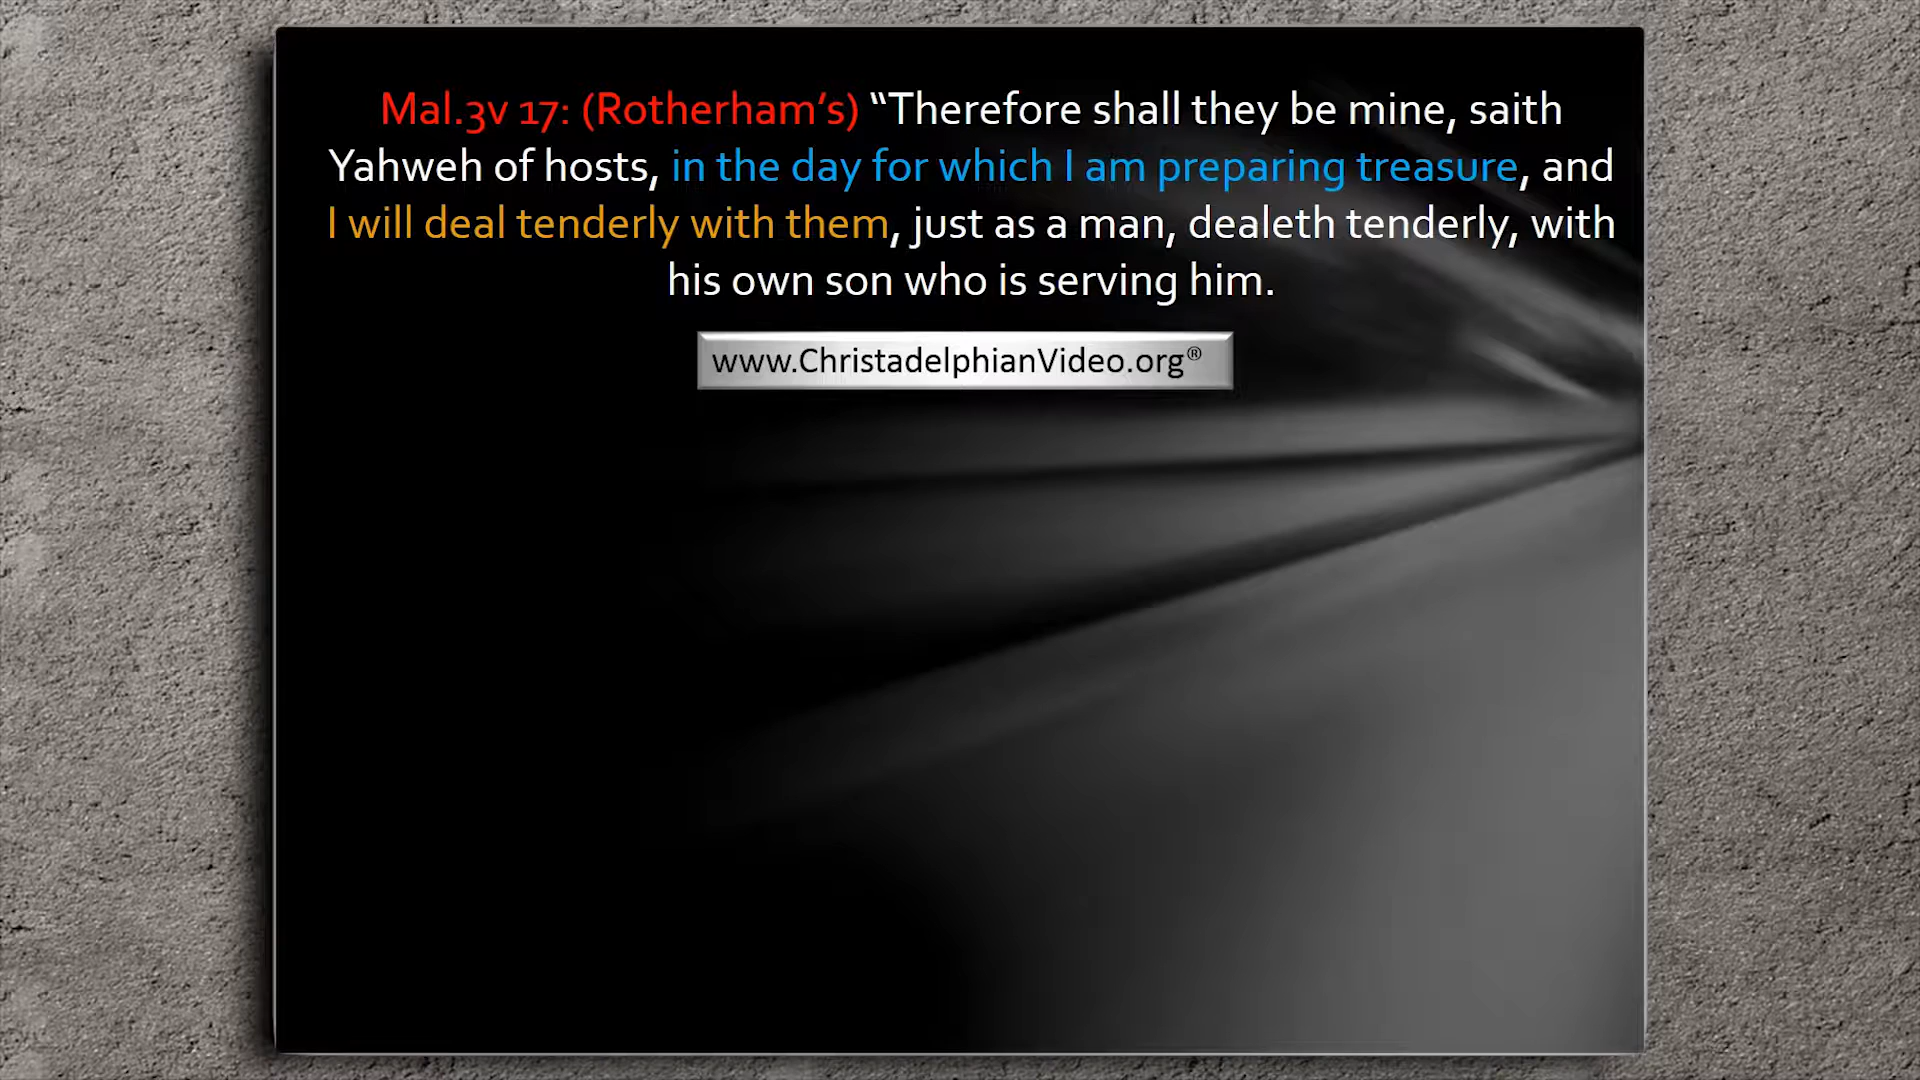 Mal.3v 17: (Rotherham’s) “Therefore shall they be mine, saith
Yahweh of hosts, in the day for which I am preparing treasure, and
I will deal tenderly with them, just as a man, dealeth tenderly, with
his own son who is serving him.
www.ChristadelphianVideo.org®